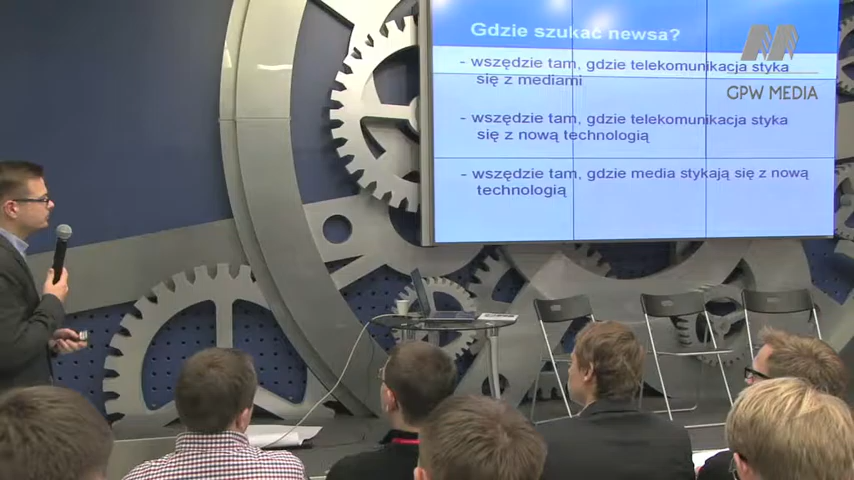 Gdzie szukać newsa?
- wszędzie tam, gdzie telekomunikacja styka
się z mediami
- wszędzie tam, gdzie telekomunikacja styka
się z nową technologią
- wszędzie tam, gdzie media stykają się z nową
technologią
GPW MEDIA